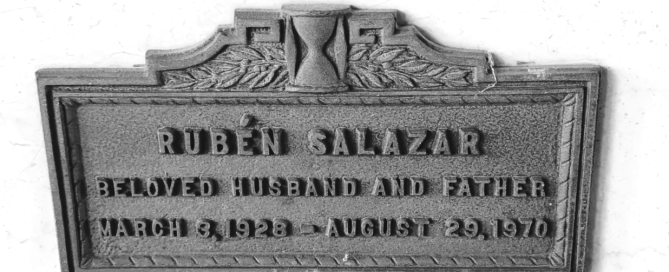 RUBÉN SALAZAR
BELOVED HUSBAND AND FATHER
MARCH 3, 1928 – AUGUST 29, 1970